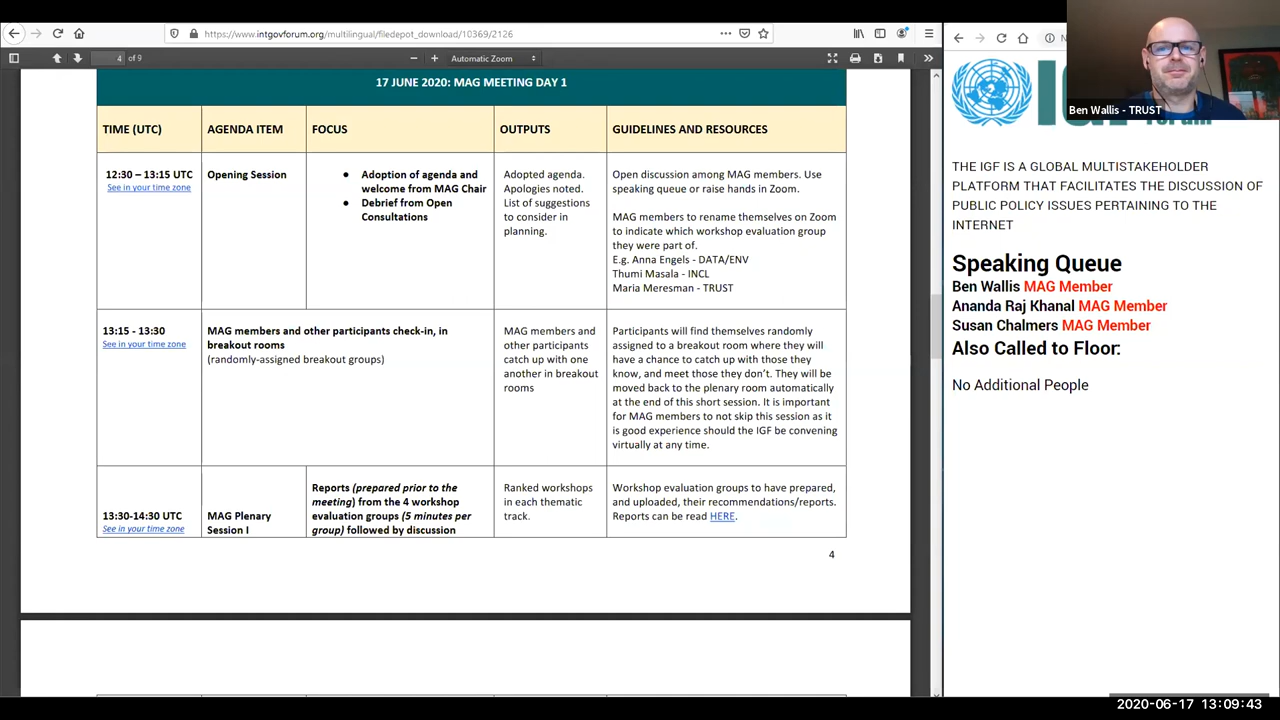 https://www.intgovforum.org/multilingual/filedepot_download/10369/2126
4 of 9
Automatic Zoom
17 JUNE 2020: MAG MEETING DAY 1
TIME (UTC) AGENDA ITEM FOCUS OUTPUTS GUIDELINES AND RESOURCES
12:30 – 13:15 UTC
See in your time zone
Opening Session
• Adoption of agenda and
welcome from MAG Chair
• Debrief from Open
Consultations
Adopted agenda.
Apologies noted.
List of suggestions
to consider in
planning.
Open discussion among MAG members. Use
speaking queue or raise hands in Zoom.
MAG members to rename themselves on Zoom
to indicate which workshop evaluation group
they were part of.
E.g. Anna Engels - DATA/ENV
Thumi Masala - INCL
Maria Meresman - TRUST
13:15 - 13:30
See in your time zone
MAG members and other participants check-in, in
breakout rooms
(randomly-assigned breakout groups)
MAG members and
other participants
catch up with one
another in breakout
rooms
Participants will find themselves randomly
assigned to a breakout room where they will
have a chance to catch up with those they
know, and meet those they don't. They will be
moved back to the plenary room automatically
at the end of this short session. It is important
for MAG members to not skip this session as it
is good experience should the IGF be convening
virtually at any time.
13:30-14:30 UTC
See in your time zone
MAG Plenary
Session I
Reports (prepared prior to the
meeting) from the 4 workshop
evaluation groups (5 minutes per
group) followed by discussion
Ranked workshops
in each thematic
track.
Workshop evaluation groups to have prepared,
and uploaded, their recommendations/reports.
Reports can be read HERE.
4
Ben Wallis - TRUST
THE IGF IS A GLOBAL MULTISTAKEHOLDER
PLATFORM THAT FACILITATES THE DISCUSSION OF
PUBLIC POLICY ISSUES PERTAINING TO THE
INTERNET
Speaking Queue
Ben Wallis MAG Member
Ananda Raj Khanal MAG Member
Susan Chalmers MAG Member
Also Called to Floor:
No Additional People
2020-06-17 13:09:43